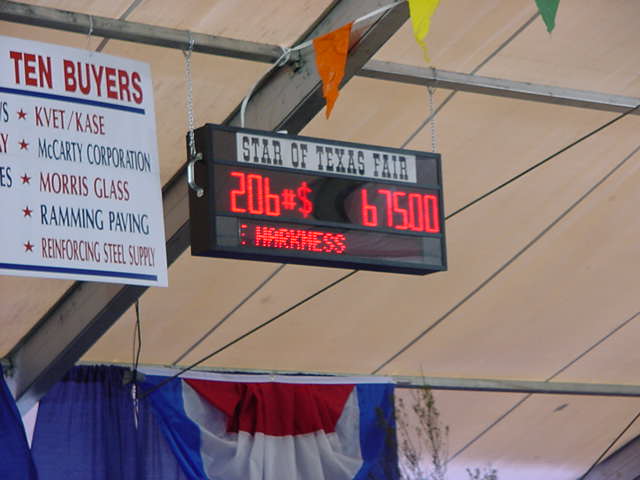 TEN BUYERS
★ KVET/KASE
★ McCARTY CORPORATION
★ MORRIS GLASS
★ RAMMING PAVING
★ REINFORCING STEEL SUPPLY
STAR OF TEXAS FAIR
206#$ 67500
: HARKNESS